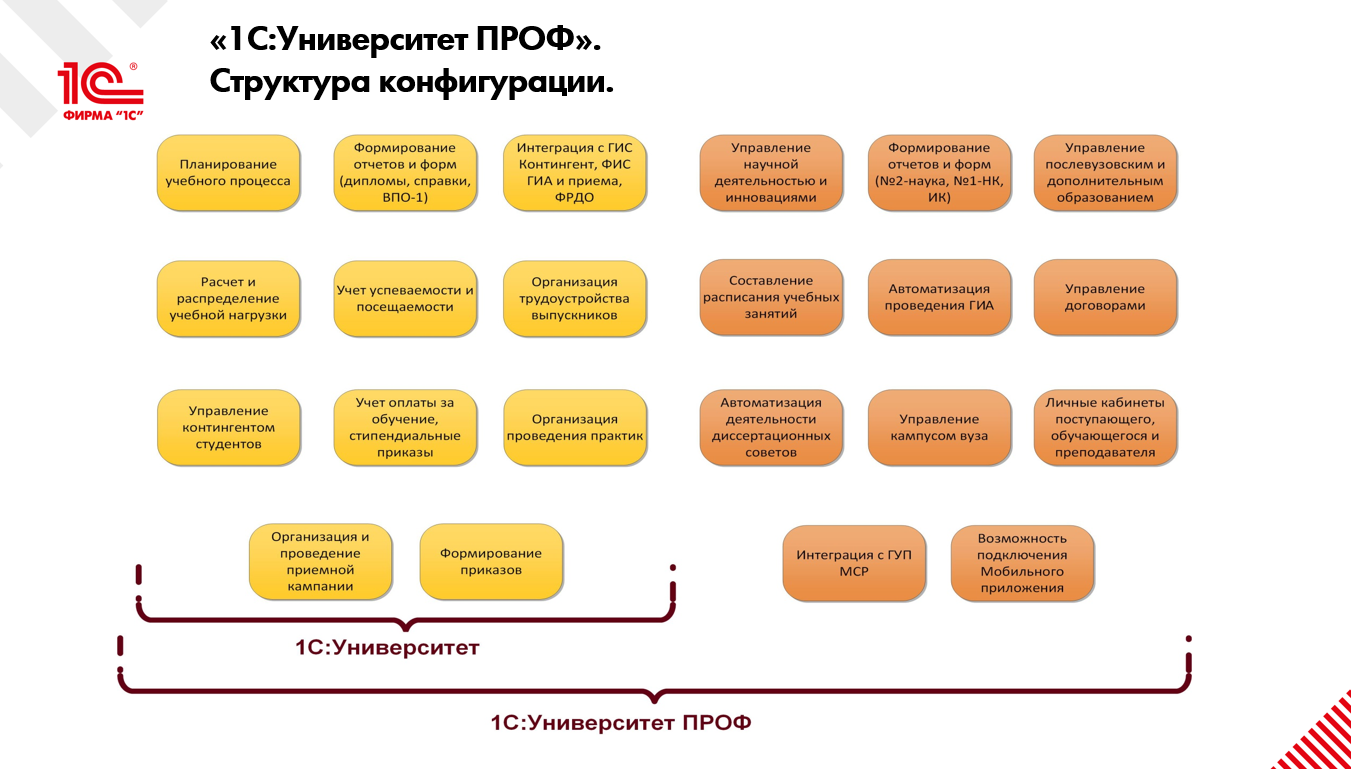 «1С:Университет ПРОФ».
Структура конфигурации.
1С®
ФИРМА "1С"
Планирование
учебного процесса
Формирование
отчетов и форм
(дипломы, справки,
ВПО-1)
Интеграция с ГИС
Контингент, ФИС
ГИА и приема,
ФРДО
Управление
научной
деятельностью и
инновациями
Формирование
отчетов и форм
(№2-наука, №1-НК,
ИК)
Управление
послевузовским и
дополнительным
образованием
Расчет и
распределение
учебной нагрузки
Учет успеваемости и
посещаемости
Организация
трудоустройства
выпускников
Составление
расписания учебных
занятий
Автоматизация
проведения ГИА
Управление
договорами
Управление
контингентом
студентов
Учет оплаты за
обучение,
стипендиальные
приказы
Организация
проведения практик
Автоматизация
деятельности
диссертационных
советов
Управление
кампусом вуза
Личные кабинеты
поступающего,
обучающегося и
преподавателя
Организация и
проведение
приемной
кампании
Формирование
приказов
Интеграция с ГУП
МСР
Возможность
подключения
Мобильного
приложения
1С:Университет
1С:Университет ПРОФ